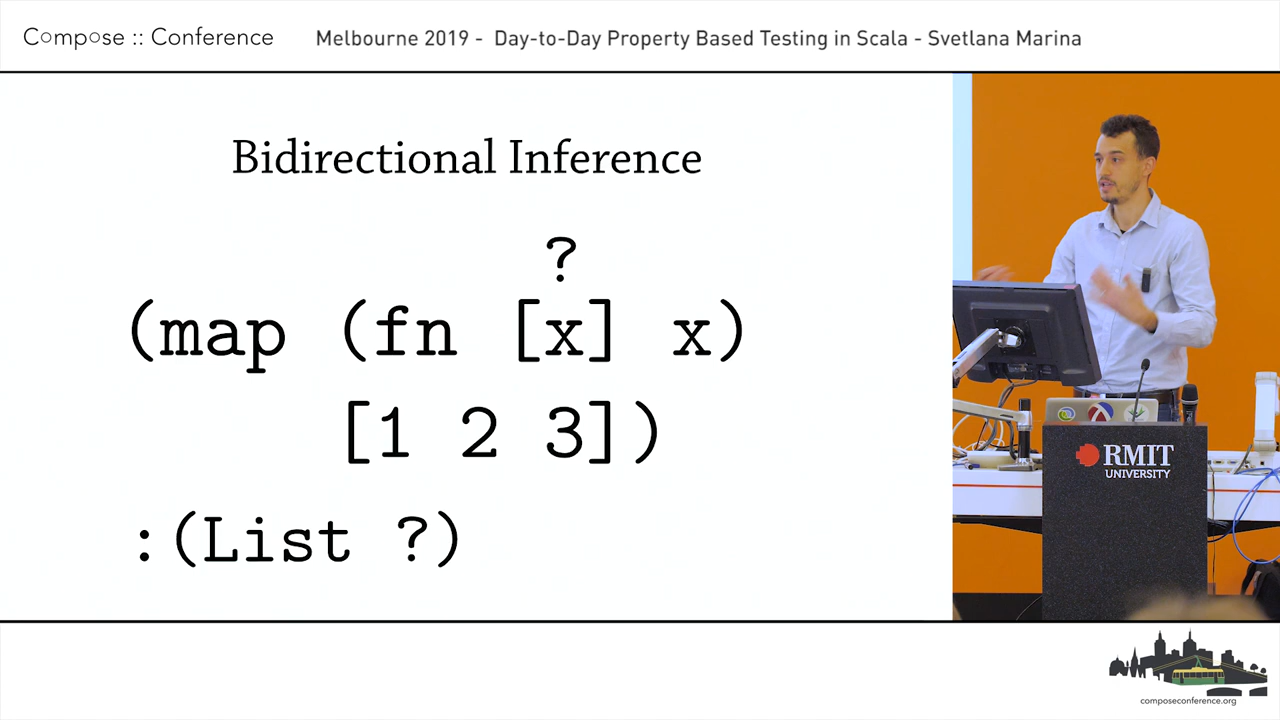 Compose :: Conference Melbourne 2019 - Day-to-Day Property Based Testing in Scala - Svetlana Marina
Bidirectional Inference
?
(map (fn [x] x)
[1 2 3])
:(List ?)
RMIT
UNIVERSITY
composeconference.org